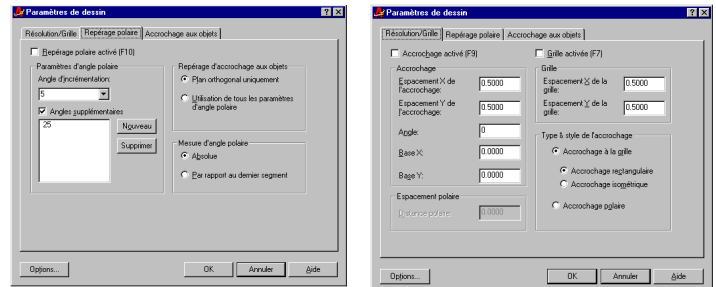 Paramètres de dessin
Résolution/Grille Repérage polaire Accrochage aux objets
Repérage polaire activé (F10)
Paramètres d'angle polaire
Angle d'incrémentation:
5
Angles supplémentaires
25
Nouveau
Supprimer
Repérage d'accrochage aux objets
Plan orthogonal uniquement
Utilisation de tous les paramètres
d'angle polaire
Mesure d'angle polaire
Absolue
Par rapport au dernier segment
Options...
OK Annuler Aide
Paramètres de dessin
Résolution/Grille Repérage polaire Accrochage aux objets
Accrochage activé (F9)
Accrochage
Espacement X de
l'accrochage:
0.5000
Espacement Y de
l'accrochage:
0.5000
Angle:
0
Base X:
0.0000
Base Y:
0.0000
Espacement polaire
Distance polaire:
0.0000
Grille activée (F7)
Grille
Espacement X de la
grille:
0.5000
Espacement Y de la
grille:
0.5000
Type & style de l'accrochage
Accrochage à la grille
Accrochage rectangulaire
Accrochage isométrique
Accrochage polaire
Options...
OK Annuler Aide